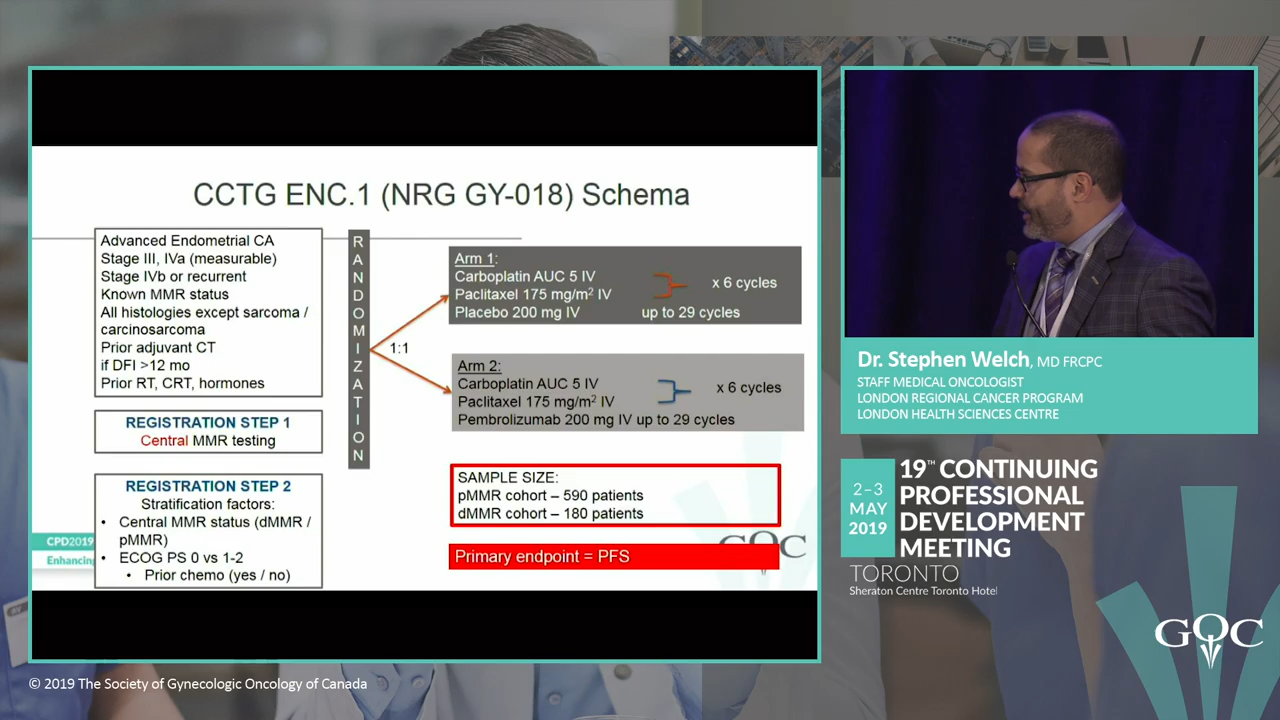 CCTG ENC.1 (NRG GY-018) Schema
Advanced Endometrial CA
Stage III, IVa (measurable)
Stage IVb or recurrent
Known MMR status
All histologies except sarcoma /
carcinosarcoma
Prior adjuvant CT
if DFI >12 mo
Prior RT, CRT, hormones
REGISTRATION STEP 1
Central MMR testing
REGISTRATION STEP 2
Stratification factors:
• Central MMR status (dMMR /
pMMR)
• ECOG PS 0 vs 1-2
• Prior chemo (yes / no)
CPD2019
Enhancing
RANDOMIZATION
1:1
Arm 1:
Carboplatin AUC 5 IV
Paclitaxel 175 mg/m² IV
x 6 cycles
Placebo 200 mg IV up to 29 cycles
Arm 2:
Carboplatin AUC 5 IV
Paclitaxel 175 mg/m² IV
x 6 cycles
Pembrolizumab 200 mg IV up to 29 cycles
SAMPLE SIZE:
pMMR cohort – 590 patients
dMMR cohort – 180 patients
Primary endpoint = PFS
Dr. Stephen Welch, MD FRCPC
STAFF MEDICAL ONCOLOGIST
LONDON REGIONAL CANCER PROGRAM
LONDON HEALTH SCIENCES CENTRE
2–3
MAY
2019
19™ CONTINUING
PROFESSIONAL
DEVELOPMENT
MEETING
TORONTO
Sheraton Centre Toronto Hotel
GOC
© 2019 The Society of Gynecologic Oncology of Canada